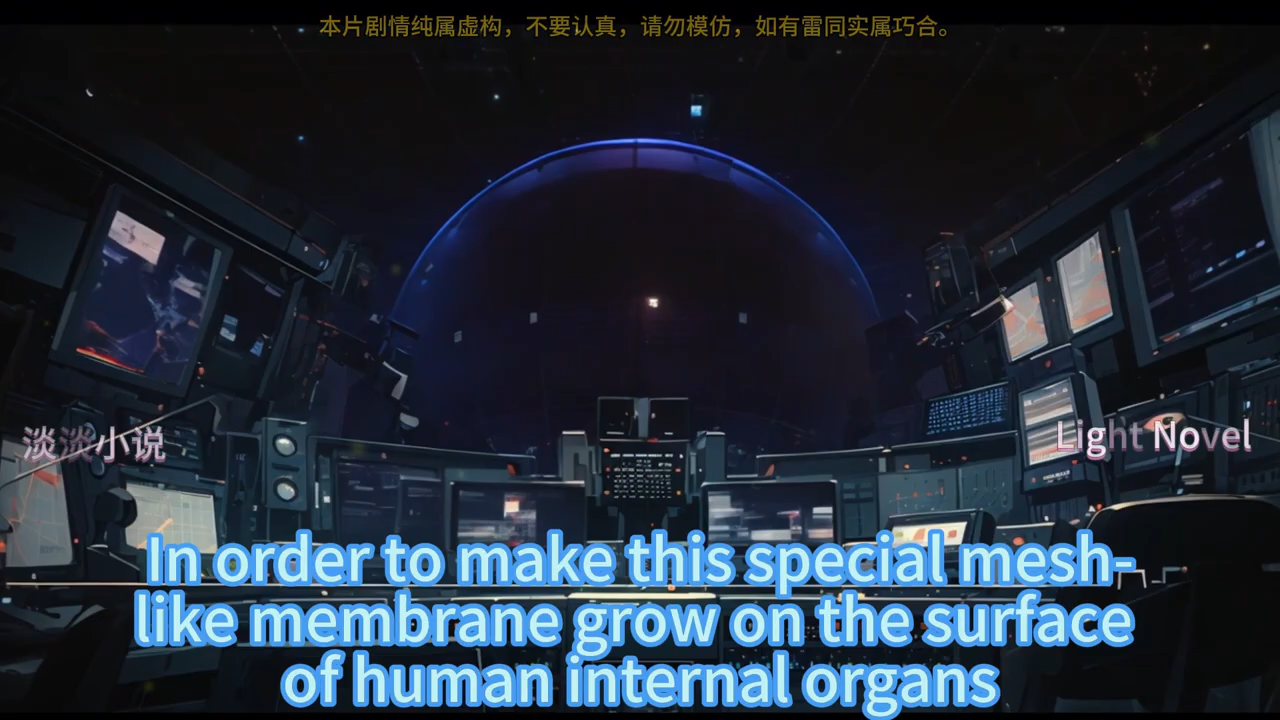 本片剧情纯属虚构，不要认真，请勿模仿，如有雷同实属巧合。
淡淡小说
Light Novel
In order to make this special mesh-
like membrane grow on the surface
of human internal organs